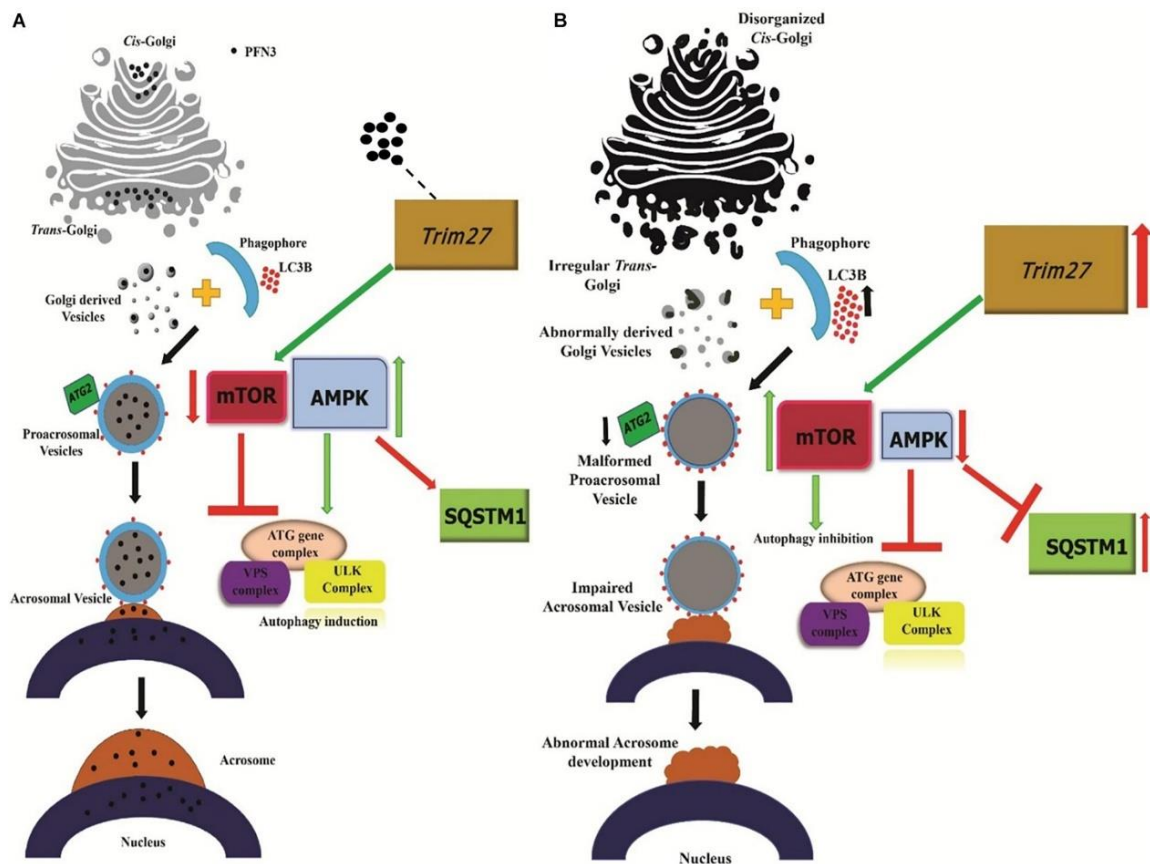 A
Cis-Golgi
PFN3
Trans-Golgi
Trim27
Phagophore
LC3B
Golgi derived
Vesicles
ATG2
mTOR
AMPK
Proacrosomal
Vesicles
SQSTM1
ATG gene
complex
VPS
complex
ULK
Complex
Acrosomal Vesicle
Autophagy induction
Acrosome
Nucleus
B
Disorganized
Cis-Golgi
Phagophore
LC3B
Irregular Trans-
Golgi
Trim27
Abnormally derived
Golgi Vesicles
ATG2
mTOR
AMPK
Malformed
Proacrosomal
Vesicle
SQSTM1
Autophagy inhibition
ATG gene
complex
VPS
complex
ULK
Complex
Impaired
Acrosomal Vesicle
Abnormal Acrosome
development
Nucleus